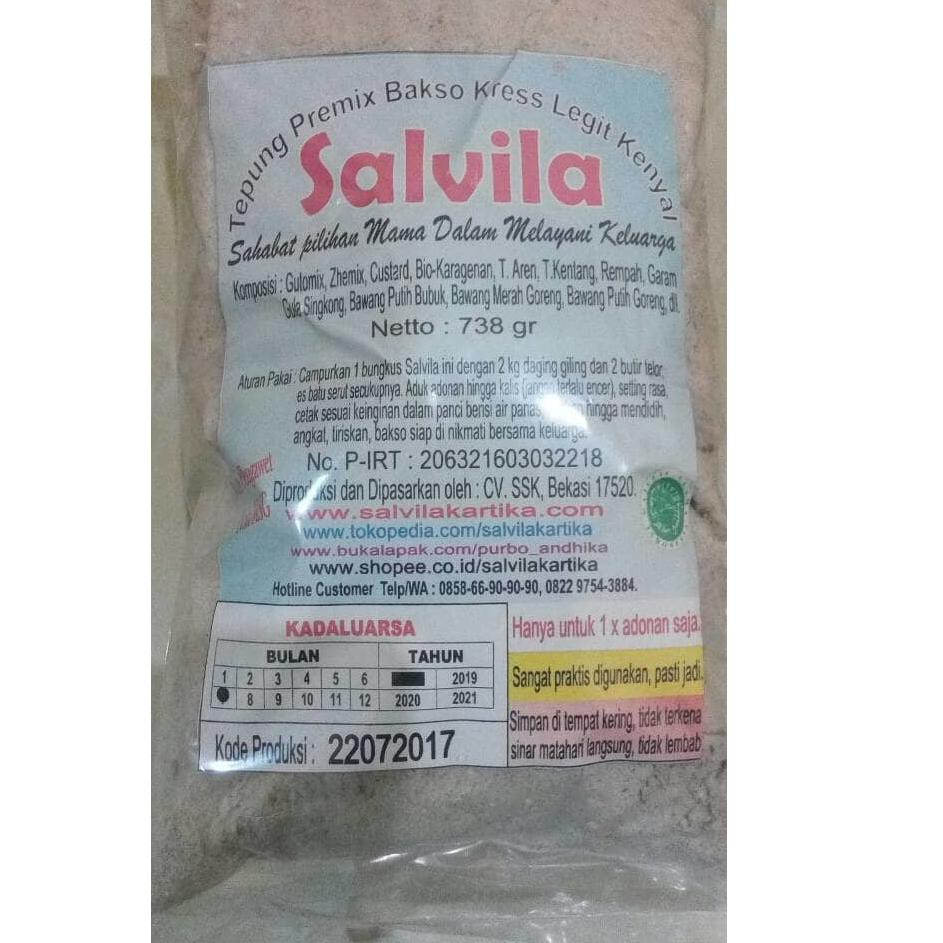 Tepung Premix Bakso Kress Legit Kenyal
Salvila
Sahabat pilihan Mama Dalam Melayani Keluarga
Komposisi : Gutomix, Zhemix, Custard, Bio-Karagenan, T. Aren, T.Kentang, Rempah, Garam
Gula Singkong, Bawang Putih Bubuk, Bawang Merah Goreng, Bawang Putih Goreng, dll.
Netto : 738 gr
Aturan Pakai : Campurkan 1 bungkus Salvila ini dengan 2 kg daging giling dan 2 butir telor,
es batu serut secukupnya. Aduk adonan hingga kalis (jangan terlalu encer), setting rasa,
cetak sesuai keinginan dalam panci berisi air panas, hingga mendidih,
angkat, tiriskan, bakso siap di nikmati bersama keluarga.
No. P-IRT : 206321603032218
Diproduksi dan Dipasarkan oleh : CV. SSK, Bekasi 17520.
www.salvilakartika.com
www.tokopedia.com/salvilakartika
www.bukalapak.com/purbo_andhika
www.shopee.co.id/salvilakartika
Hotline Customer Telp/WA : 0858-66-90-90-90, 0822 9754-3884.
KADALUARSA
BULAN TAHUN
1 2 3 4 5 6 2019
8 9 10 11 12 2020 2021
Kode Produksi : 22072017
Hanya untuk 1 x adonan saja.
Sangat praktis digunakan, pasti jadi.
Simpan di tempat kering, tidak terkena
sinar matahari langsung, tidak lembab